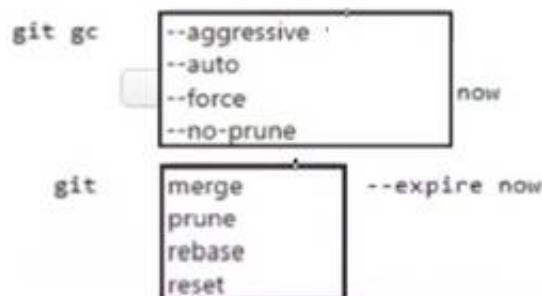 git gc
--aggressive
--auto
--force
--no-prune
now
git
merge
prune
rebase
reset
--expire now